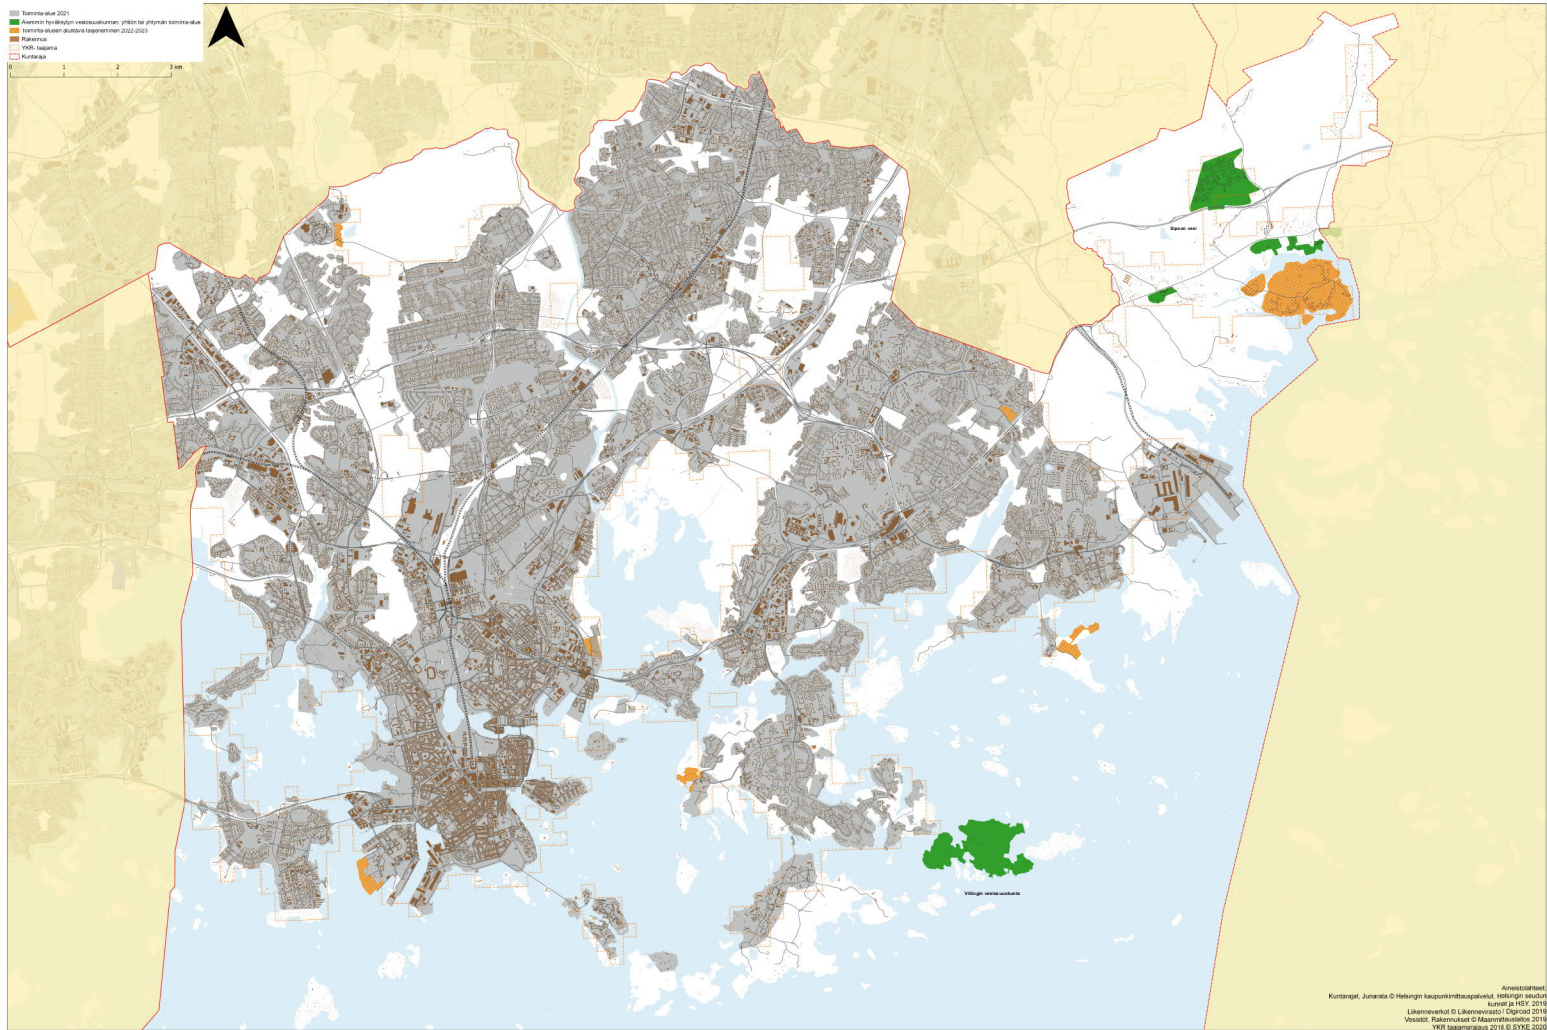 Toiminta-alue 2021
Aiemmin hyväksytyn vesiosuuskunnan, yhtiön tai yhtymän toiminta-alue
Toiminta-alueen alustava laajeneminen 2022-2023
Rakennus
YKR- taajama
Kuntaraja
0 1 2 3 km
Sipoon vesi
Villingin vesiosuuskunta
Aineistolähteet:
Kuntarajat, Junarata © Helsingin kaupunkimittauspalvelut, Helsingin seudun
kunnat ja HSY, 2019
Liikenneverkot © Liikennevirasto / Digiroad 2019
Vesistöt, Rakennukset © Maanmittauslaitos 2019
YKR taajamarajaus 2018 © SYKE 2020